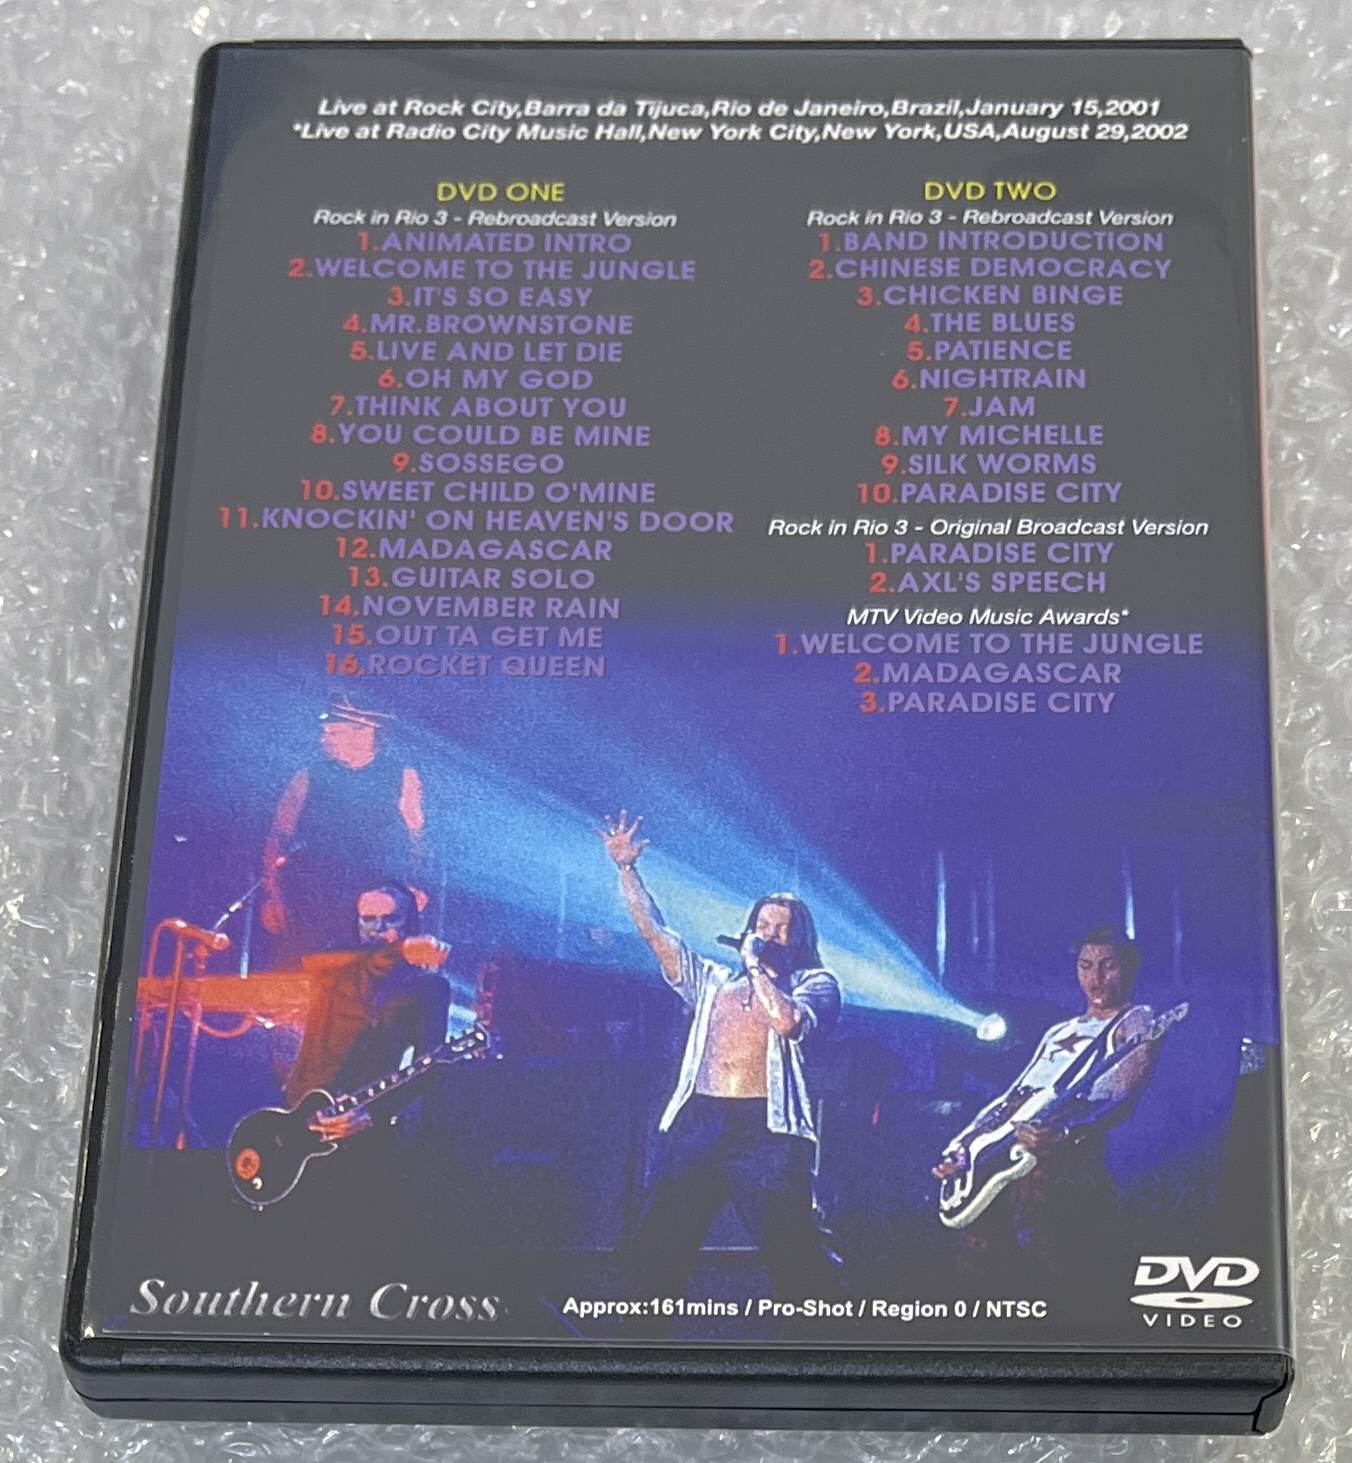 Live at Rock City,Barra da Tijuca,Rio de Janeiro,Brazil,January 15,2001
*Live at Radio City Music Hall,New York City,New York,USA,August 29,2002
DVD ONE
Rock in Rio 3 - Rebroadcast Version
1.ANIMATED INTRO
2.WELCOME TO THE JUNGLE
3.IT'S SO EASY
4.MR.BROWNSTONE
5.LIVE AND LET DIE
6.OH MY GOD
7.THINK ABOUT YOU
8.YOU COULD BE MINE
9.SOSSEGO
10.SWEET CHILD O'MINE
11.KNOCKIN' ON HEAVEN'S DOOR
12.MADAGASCAR
13.GUITAR SOLO
14.NOVEMBER RAIN
15.OUT TA GET ME
16.ROCKET QUEEN
DVD TWO
Rock in Rio 3 - Rebroadcast Version
1.BAND INTRODUCTION
2.CHINESE DEMOCRACY
3.CHICKEN BINGE
4.THE BLUES
5.PATIENCE
6.NIGHTRAIN
7.JAM
8.MY MICHELLE
9.SILK WORMS
10.PARADISE CITY
Rock in Rio 3 - Original Broadcast Version
1.PARADISE CITY
2.AXL'S SPEECH
MTV Video Music Awards*
1.WELCOME TO THE JUNGLE
2.MADAGASCAR
3.PARADISE CITY
Southern Cross
Approx:161mins / Pro-Shot / Region 0 / NTSC
DVD
VIDEO